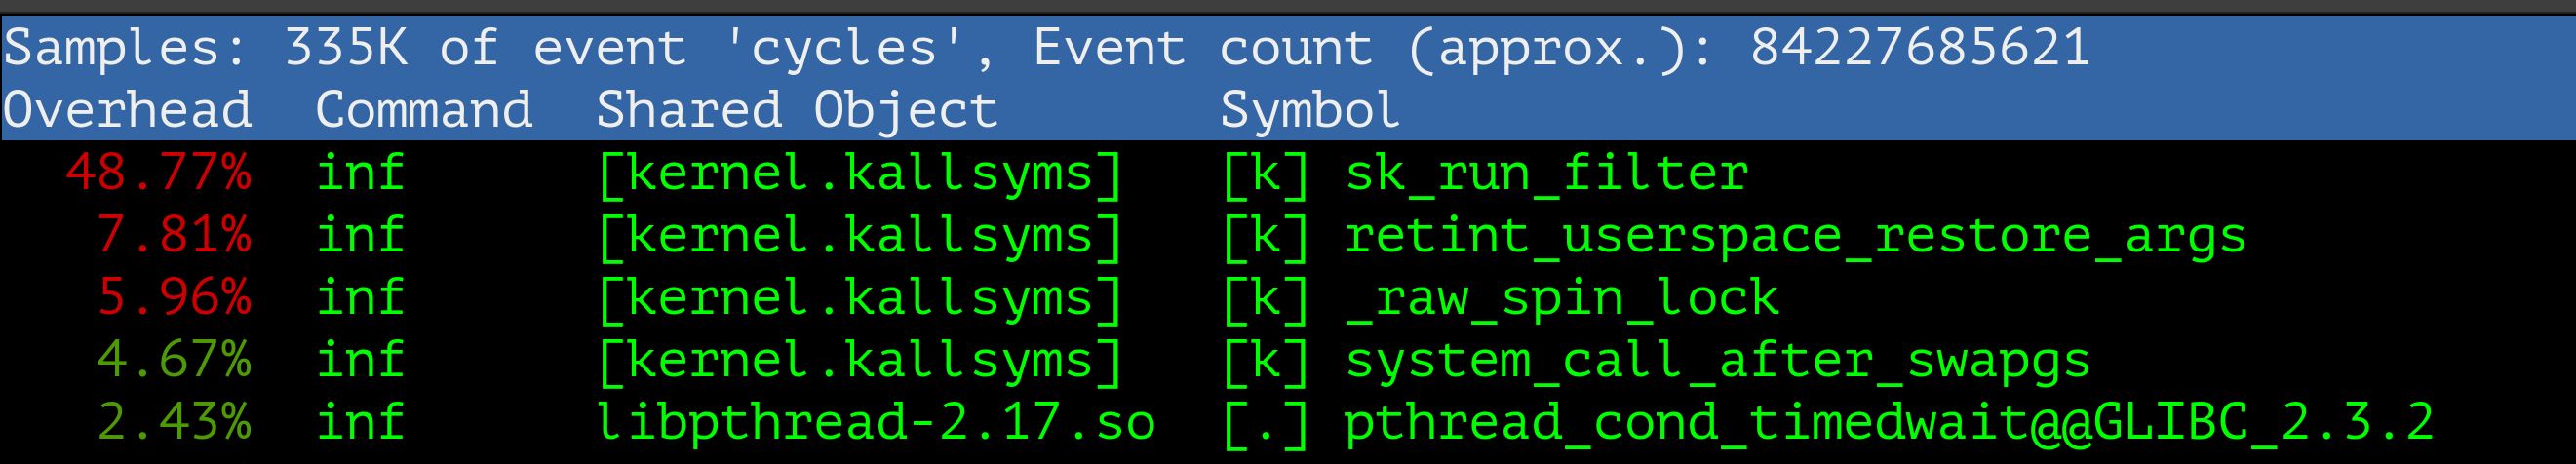 Samples: 335K of event 'cycles', Event count (approx.): 84227685621
Overhead  Command  Shared Object       Symbol
48.77%  inf      [kernel.kallsyms]   [k] sk_run_filter
7.81%  inf      [kernel.kallsyms]   [k] retint_userspace_restore_args
5.96%  inf      [kernel.kallsyms]   [k] _raw_spin_lock
4.67%  inf      [kernel.kallsyms]   [k] system_call_after_swapgs
2.43%  inf      libpthread-2.17.so  [.] pthread_cond_timedwait@@GLIBC_2.3.2